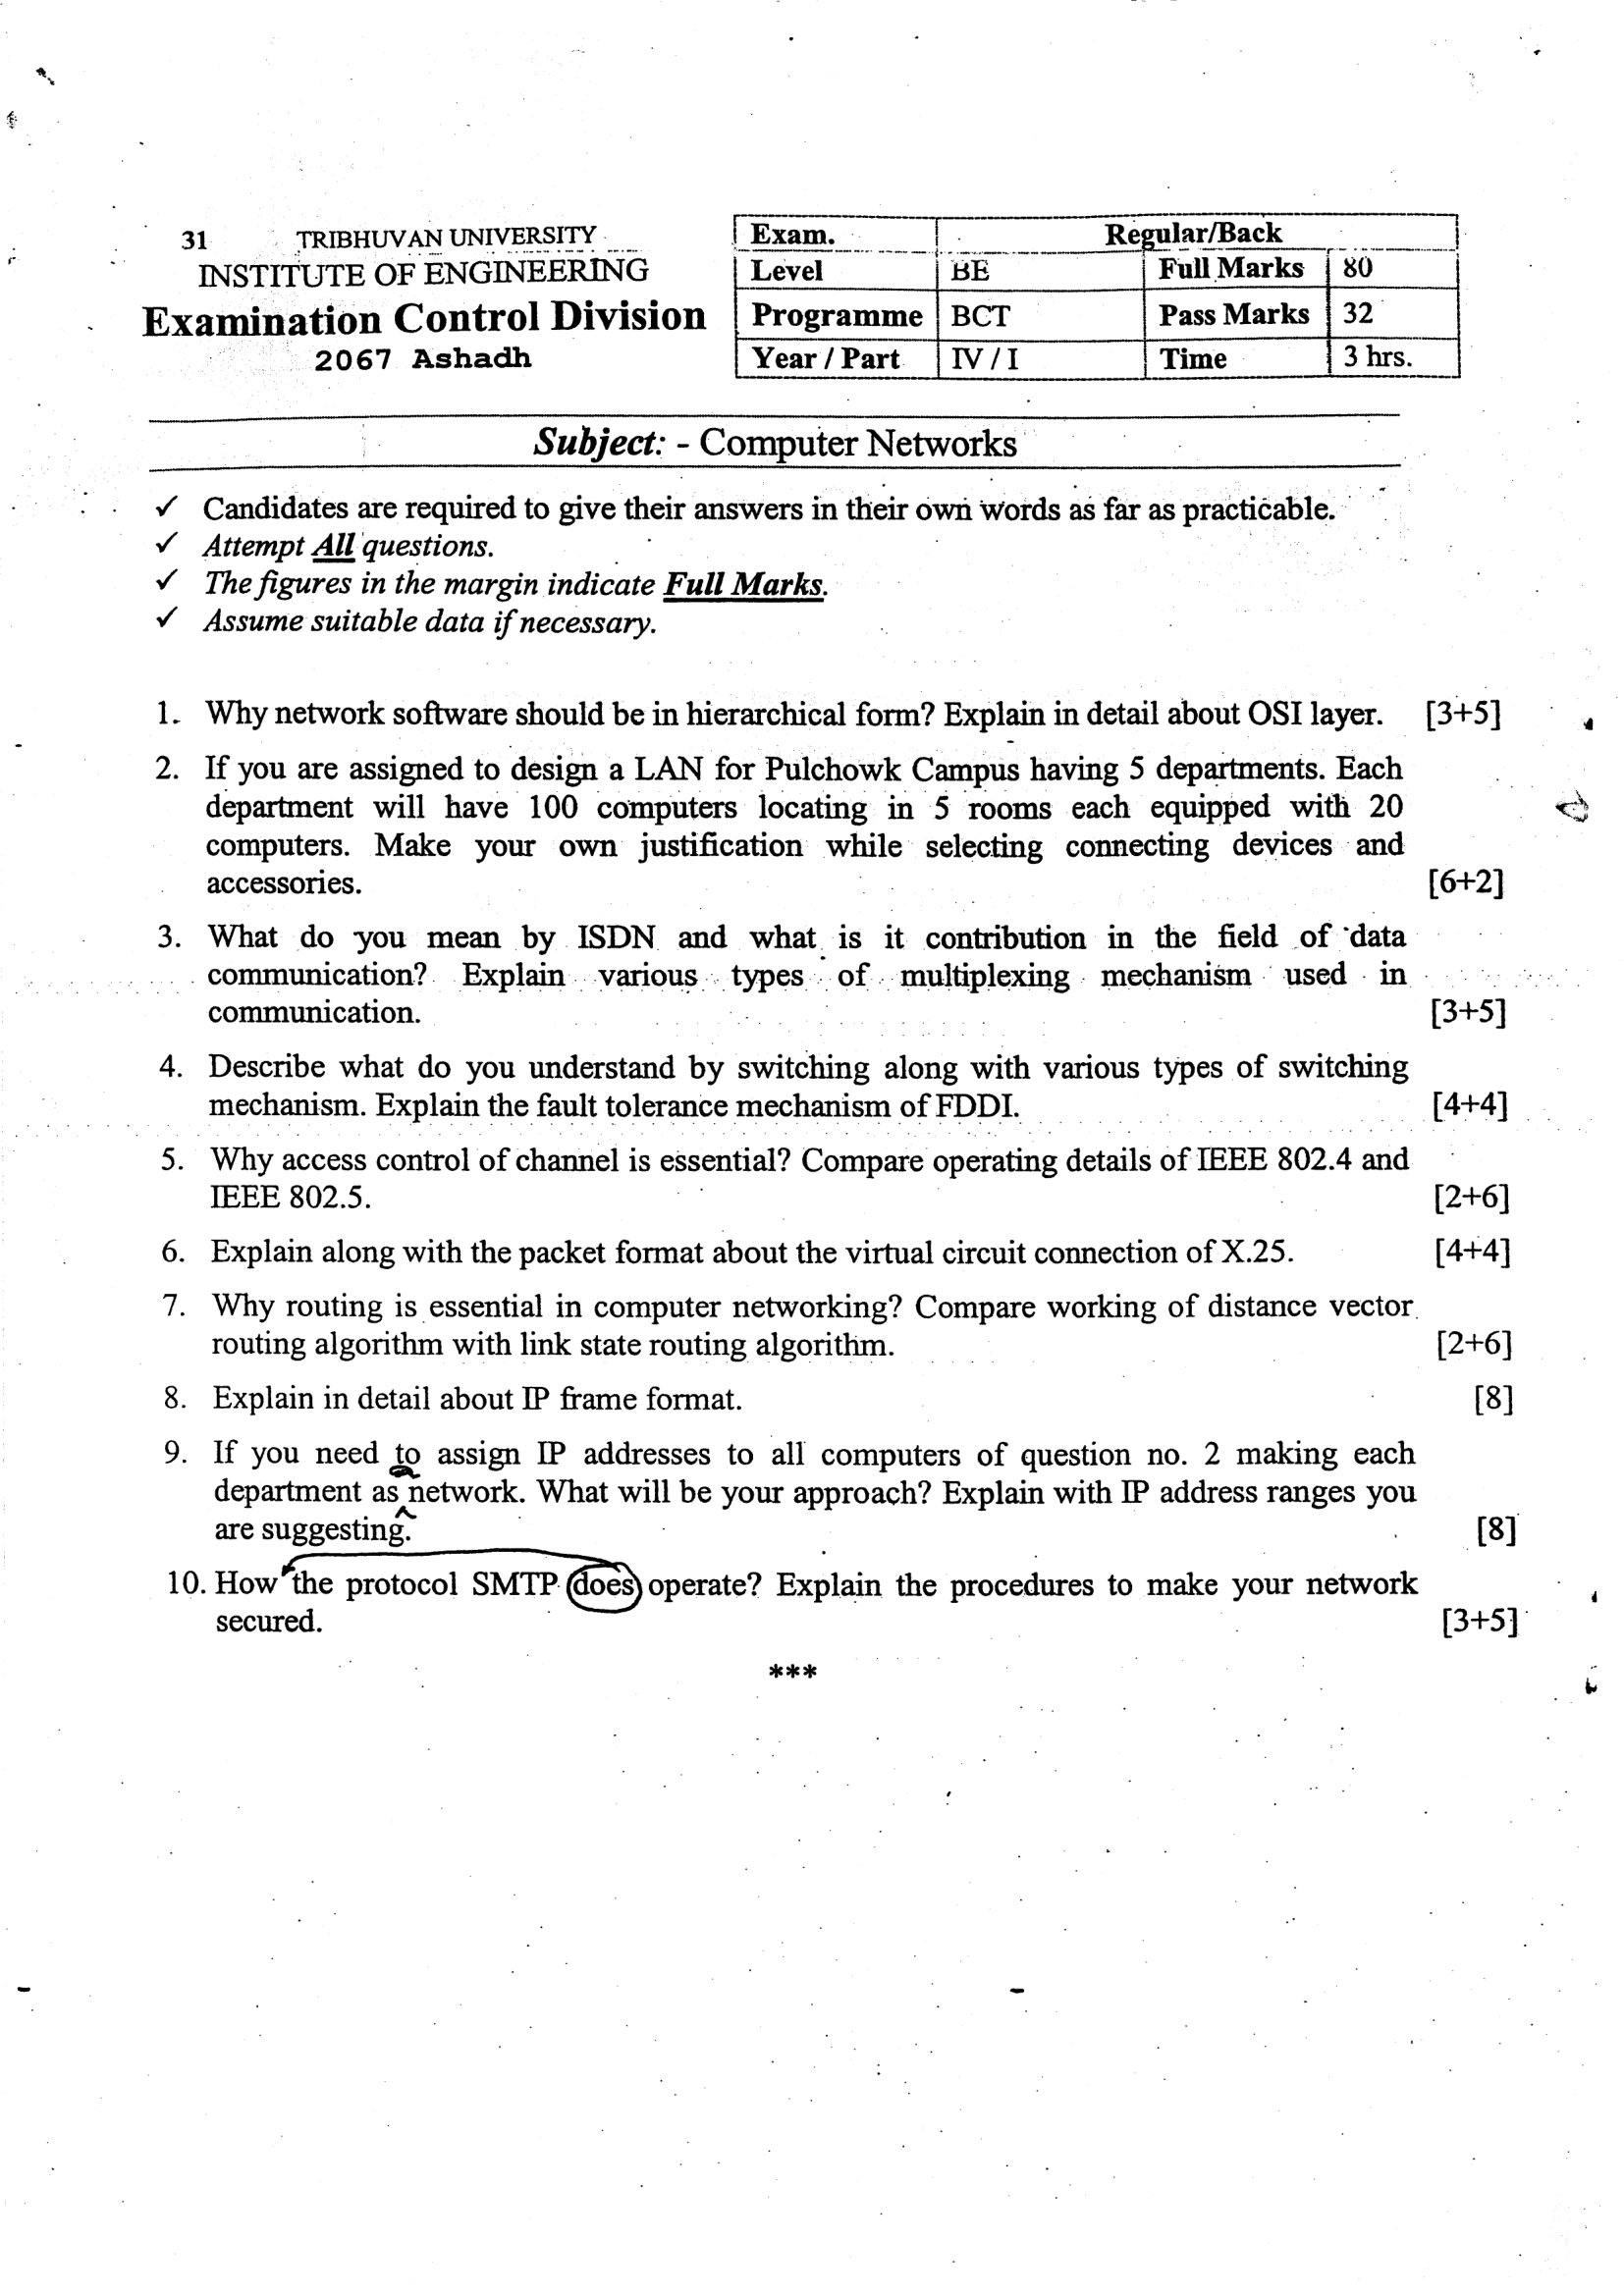 31 TRIBHUVAN UNIVERSITY
INSTITUTE OF ENGINEERING
Examination Control Division
2067 Ashadh
Exam. Regular/Back
Level BE Full Marks 80
Programme BCT Pass Marks 32
Year / Part IV / I Time 3 hrs.
Subject: - Computer Networks
✓ Candidates are required to give their answers in their own words as far as practicable.
✓ Attempt All questions.
✓ The figures in the margin indicate Full Marks.
✓ Assume suitable data if necessary.
1. Why network software should be in hierarchical form? Explain in detail about OSI layer. [3+5]
2. If you are assigned to design a LAN for Pulchowk Campus having 5 departments. Each
department will have 100 computers locating in 5 rooms each equipped with 20
computers. Make your own justification while selecting connecting devices and
accessories. [6+2]
3. What do you mean by ISDN and what is it contribution in the field of data
communication? Explain various types of multiplexing mechanism used in
communication. [3+5]
4. Describe what do you understand by switching along with various types of switching
mechanism. Explain the fault tolerance mechanism of FDDI. [4+4]
5. Why access control of channel is essential? Compare operating details of IEEE 802.4 and
IEEE 802.5. [2+6]
6. Explain along with the packet format about the virtual circuit connection of X.25. [4+4]
7. Why routing is essential in computer networking? Compare working of distance vector
routing algorithm with link state routing algorithm. [2+6]
8. Explain in detail about IP frame format. [8]
9. If you need to assign IP addresses to all computers of question no. 2 making each
department as network. What will be your approach? Explain with IP address ranges you
are suggesting. [8]
10. How the protocol SMTP does operate? Explain the procedures to make your network
secured. [3+5]
***